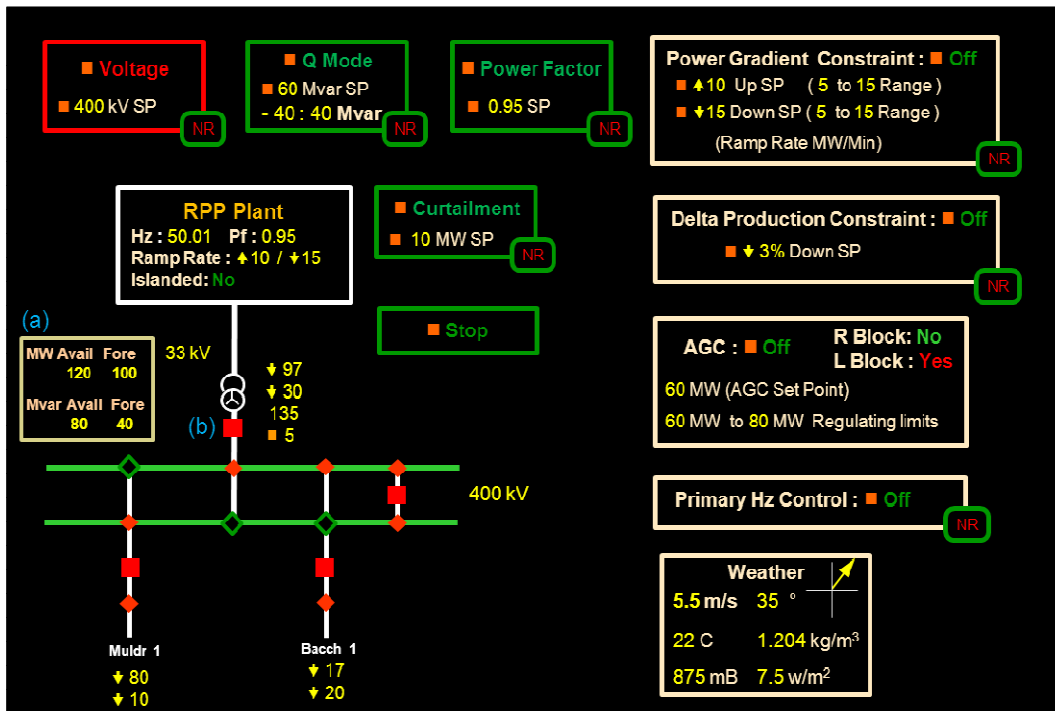 Voltage
400 kV SP
NR
Q Mode
60 Mvar SP
- 40 : 40 Mvar
NR
Power Factor
0.95 SP
NR
Power Gradient Constraint : Off
10 Up SP ( 5 to 15 Range )
15 Down SP ( 5 to 15 Range )
(Ramp Rate MW/Min)
NR
RPP Plant
Hz : 50.01 Pf : 0.95
Ramp Rate : 10 / 15
Islanded: No
Curtailment
10 MW SP
NR
Delta Production Constraint : Off
3% Down SP
NR
Stop
(a)
MW Avail Fore
120 100
Mvar Avail Fore
80 40
33 kV
97
30
135
5
(b)
400 kV
AGC : Off
R Block: No
L Block : Yes
60 MW (AGC Set Point)
60 MW to 80 MW Regulating limits
Primary Hz Control : Off
NR
Weather
5.5 m/s 35 °
22 C 1.204 kg/m³
875 mB 7.5 w/m²
Muldr 1
80
10
Bacch 1
17
20